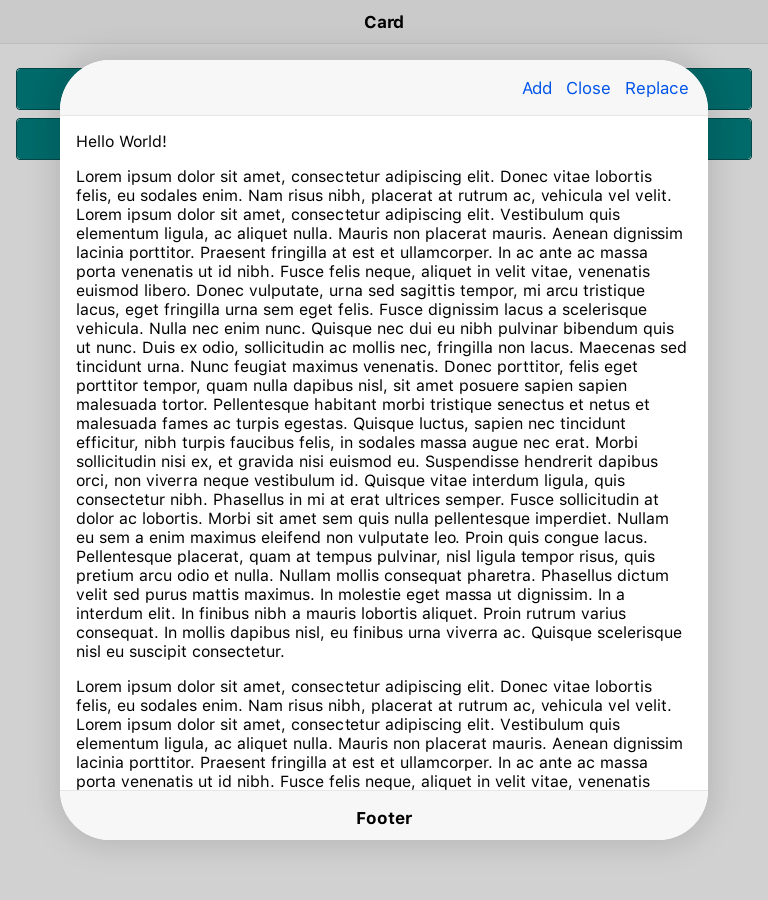 Card
Add Close Replace
Hello World!
Lorem ipsum dolor sit amet, consectetur adipiscing elit. Donec vitae lobortis
felis, eu sodales enim. Nam risus nibh, placerat at rutrum ac, vehicula vel velit.
Lorem ipsum dolor sit amet, consectetur adipiscing elit. Vestibulum quis
elementum ligula, ac aliquet nulla. Mauris non placerat mauris. Aenean dignissim
lacinia porttitor. Praesent fringilla at est et ullamcorper. In ac ante ac massa
porta venenatis ut id nibh. Fusce felis neque, aliquet in velit vitae, venenatis
euismod libero. Donec vulputate, urna sed sagittis tempor, mi arcu tristique
lacus, eget fringilla urna sem eget felis. Fusce dignissim lacus a scelerisque
vehicula. Nulla nec enim nunc. Quisque nec dui eu nibh pulvinar bibendum quis
ut nunc. Duis ex odio, sollicitudin ac mollis nec, fringilla non lacus. Maecenas sed
tincidunt urna. Nunc feugiat maximus venenatis. Donec porttitor, felis eget
porttitor tempor, quam nulla dapibus nisl, sit amet posuere sapien sapien
malesuada tortor. Pellentesque habitant morbi tristique senectus et netus et
malesuada fames ac turpis egestas. Quisque luctus, sapien nec tincidunt
efficitur, nibh turpis faucibus felis, in sodales massa augue nec erat. Morbi
sollicitudin nisi ex, et gravida nisi euismod eu. Suspendisse hendrerit dapibus
orci, non viverra neque vestibulum id. Quisque vitae interdum ligula, quis
consectetur nibh. Phasellus in mi at erat ultrices semper. Fusce sollicitudin at
dolor ac lobortis. Morbi sit amet sem quis nulla pellentesque imperdiet. Nullam
eu sem a enim maximus eleifend non vulputate leo. Proin quis congue lacus.
Pellentesque placerat, quam at tempus pulvinar, nisl ligula tempor risus, quis
pretium arcu odio et nulla. Nullam mollis consequat pharetra. Phasellus dictum
velit sed purus mattis maximus. In molestie eget massa ut dignissim. In a
interdum elit. In finibus nibh a mauris lobortis aliquet. Proin rutrum varius
consequat. In mollis dapibus nisl, eu finibus urna viverra ac. Quisque scelerisque
nisl eu suscipit consectetur.
Lorem ipsum dolor sit amet, consectetur adipiscing elit. Donec vitae lobortis
felis, eu sodales enim. Nam risus nibh, placerat at rutrum ac, vehicula vel velit.
Lorem ipsum dolor sit amet, consectetur adipiscing elit. Vestibulum quis
elementum ligula, ac aliquet nulla. Mauris non placerat mauris. Aenean dignissim
lacinia porttitor. Praesent fringilla at est et ullamcorper. In ac ante ac massa
porta venenatis ut id nibh. Fusce felis neque, aliquet in velit vitae, venenatis
Footer